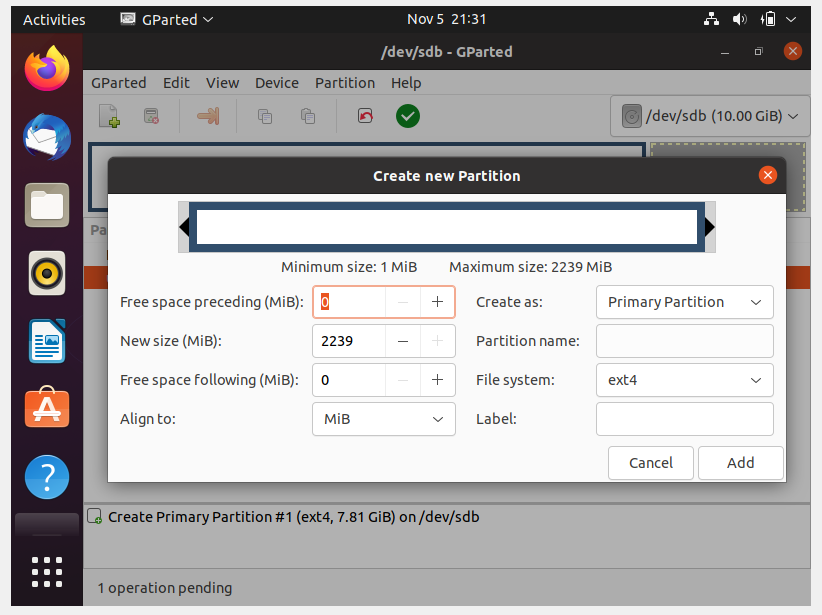 Activities GParted Nov 5 21:31
/dev/sdb - GParted
GParted Edit View Device Partition Help
/dev/sdb (10.00 GiB)
Create new Partition
Pa
Minimum size: 1 MiB Maximum size: 2239 MiB
Free space preceding (MiB): 0 Create as: Primary Partition
New size (MiB): 2239 Partition name:
Free space following (MiB): 0 File system: ext4
Align to: MiB Label:
Cancel Add
Create Primary Partition #1 (ext4, 7.81 GiB) on /dev/sdb
1 operation pending